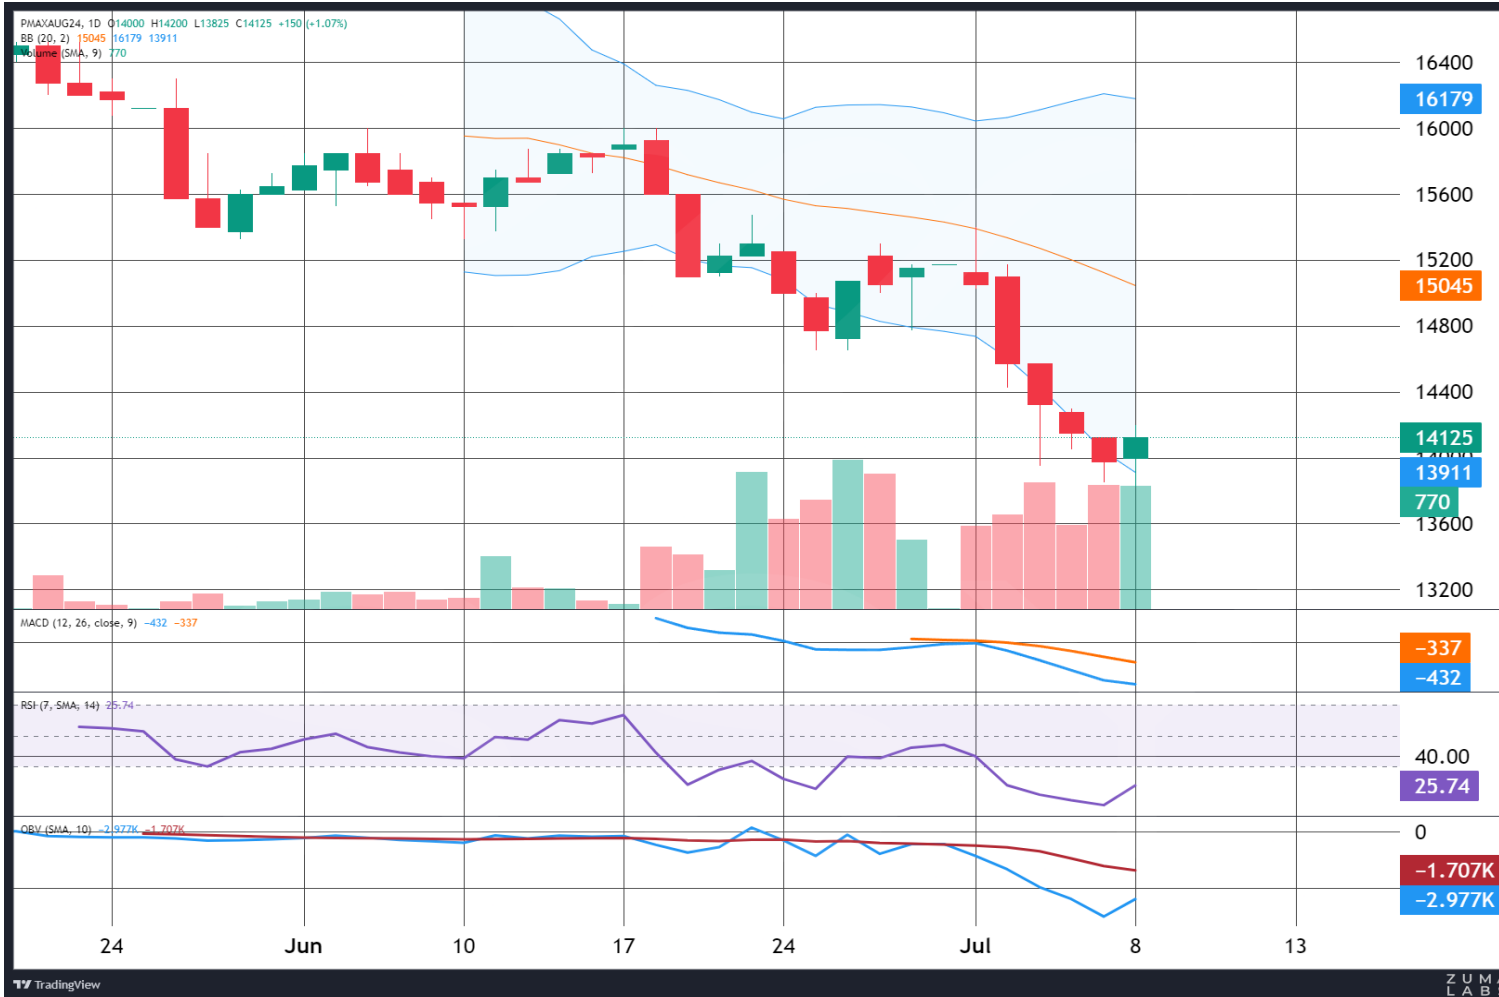 PMAXAUG24, 1D O14000 H14200 L13825 C14125 +150 (+1.07%)
BB (20, 2) 15045 16179 13911
Volume (SMA, 9) 770
16400
16179
16000
15600
15200
15045
14800
14400
14125
14000
13911
770
13600
13200
MACD (12, 26, close, 9) −432 −337
−337
−432
RSI (7, SMA, 14) 25.74
40.00
25.74
OBV (SMA, 10) −2.977K −1.707K
0
−1.707K
−2.977K
24 Jun 10 17 24 Jul 8 13
TradingView
ZUM
LAB